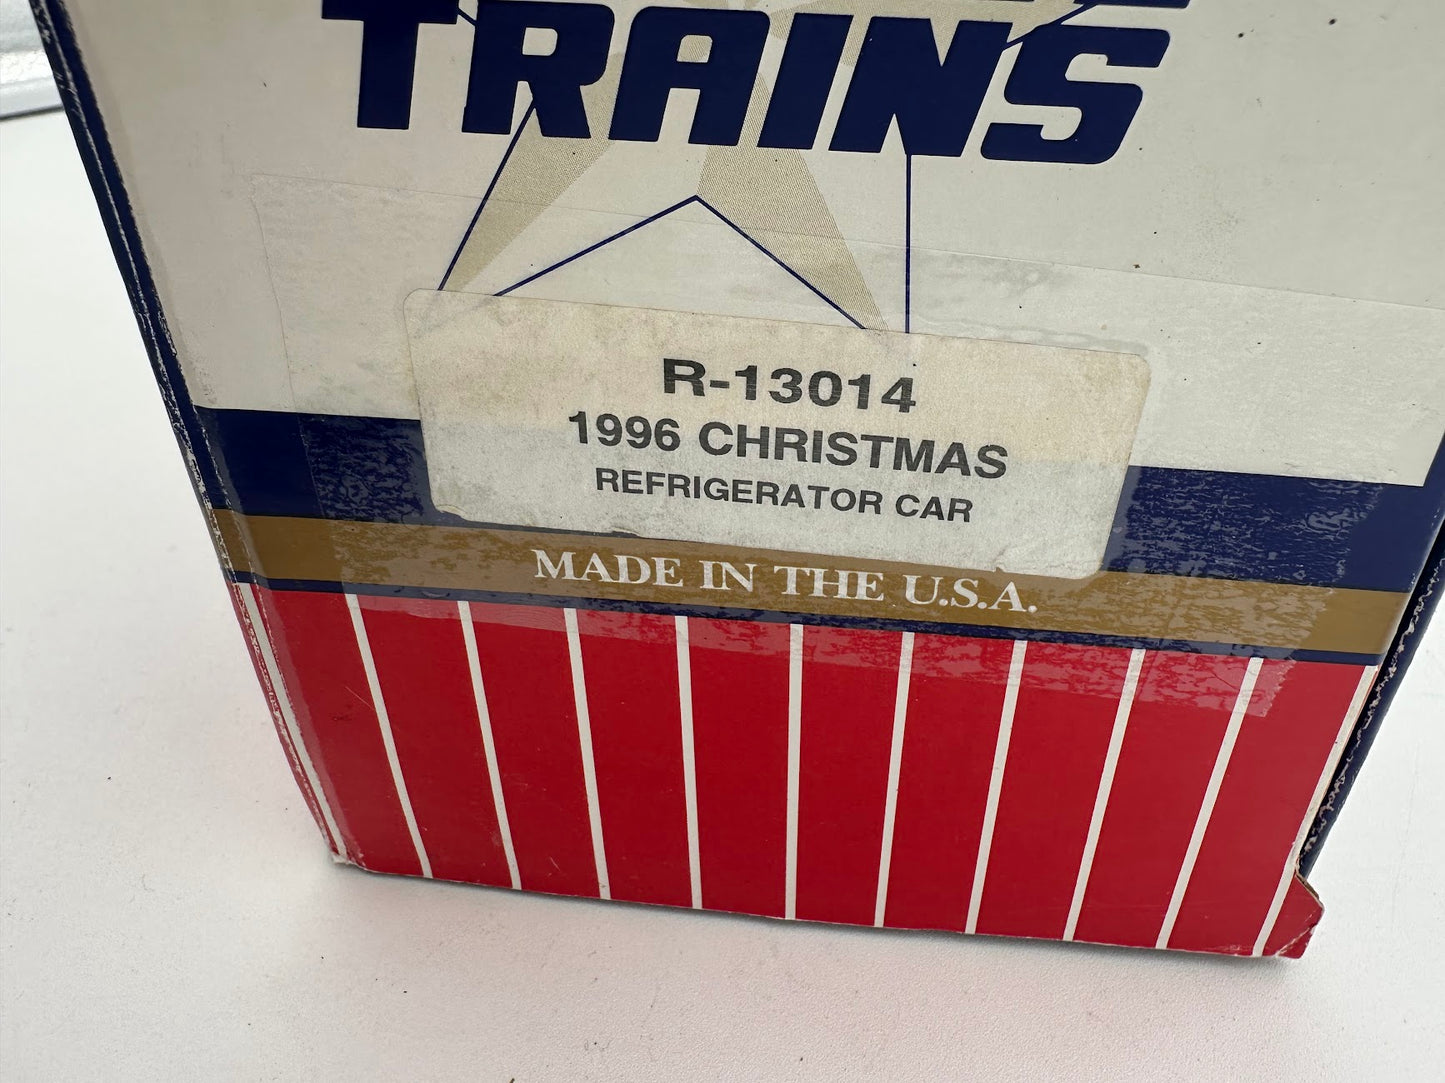 TRAINS
R-13014
1996 CHRISTMAS
REFRIGERATOR CAR
MADE IN THE U.S.A.